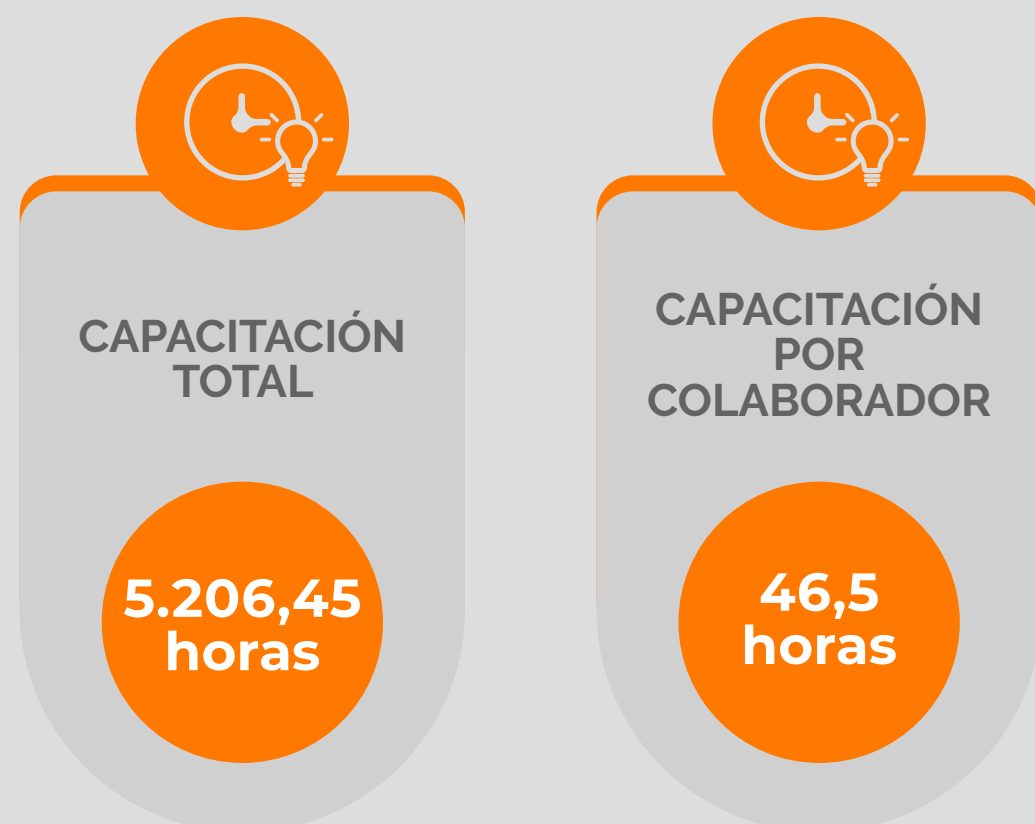 CAPACITACIÓN
TOTAL
5.206,45
horas
CAPACITACIÓN
POR
COLABORADOR
46,5
horas